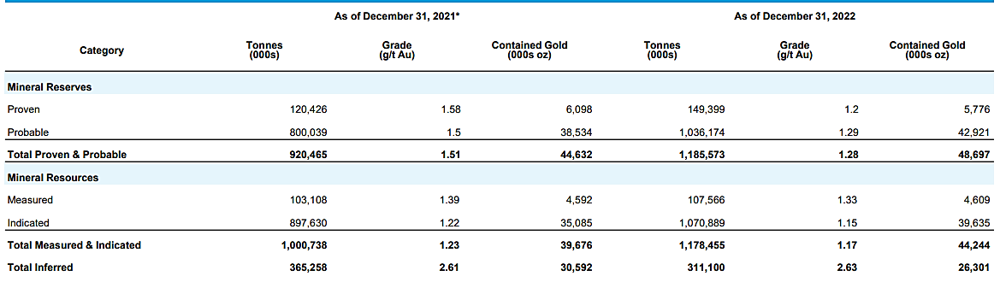 As of December 31, 2021* As of December 31, 2022
Category Tonnes (000s) Grade (g/t Au) Contained Gold (000s oz) Tonnes (000s) Grade (g/t Au) Contained Gold (000s oz)
Mineral Reserves
Proven 120,426 1.58 6,098 149,399 1.2 5,776
Probable 800,039 1.5 38,534 1,036,174 1.29 42,921
Total Proven & Probable 920,465 1.51 44,632 1,185,573 1.28 48,697
Mineral Resources
Measured 103,108 1.39 4,592 107,566 1.33 4,609
Indicated 897,630 1.22 35,085 1,070,889 1.15 39,635
Total Measured & Indicated 1,000,738 1.23 39,676 1,178,455 1.17 44,244
Total Inferred 365,258 2.61 30,592 311,100 2.63 26,301